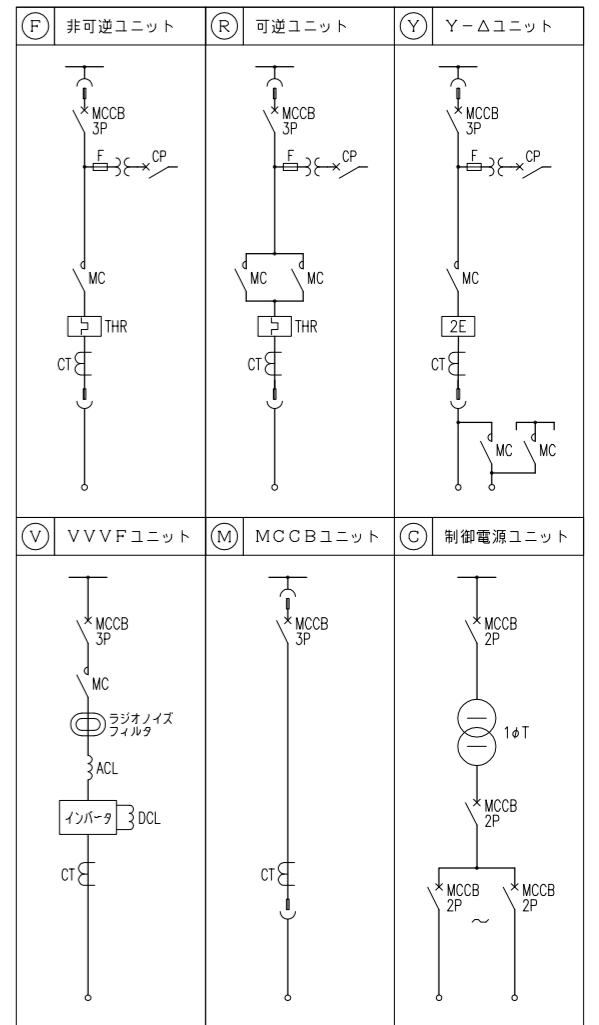 F 非可逆ユニット
MCCB
3P
F
CP
MC
THR
CT
R 可逆ユニット
MCCB
3P
F
CP
MC
MC
THR
CT
Y Y-Δユニット
MCCB
3P
F
CP
MC
2E
CT
MC
MC
V VVVFユニット
MCCB
3P
MC
ラジオノイズ
フィルタ
ACL
インバータ
DCL
CT
M MCCBユニット
MCCB
3P
CT
C 制御電源ユニット
MCCB
2P
1φT
MCCB
2P
MCCB
2P
~
MCCB
2P